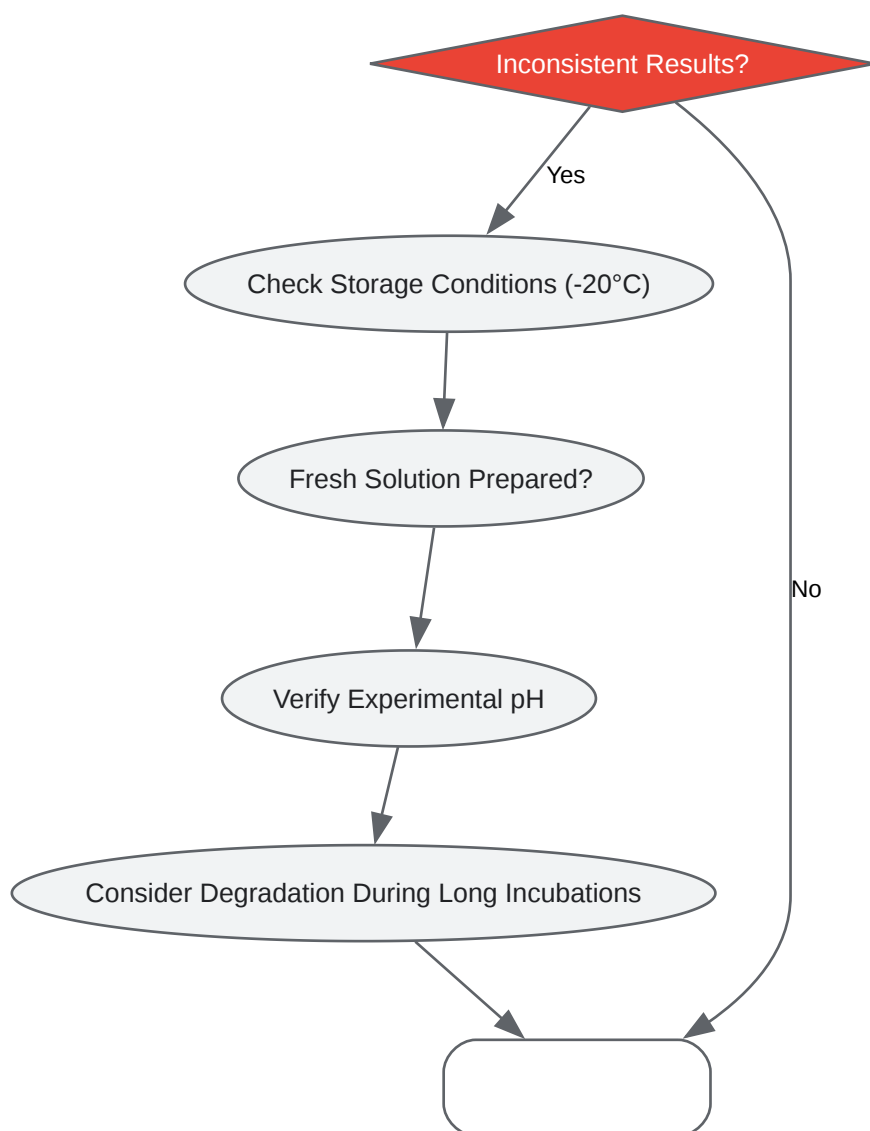 Inconsistent Results?
Yes
Check Storage Conditions (-20°C)
Fresh Solution Prepared?
No
Verify Experimental pH
Consider Degradation During Long Incubations